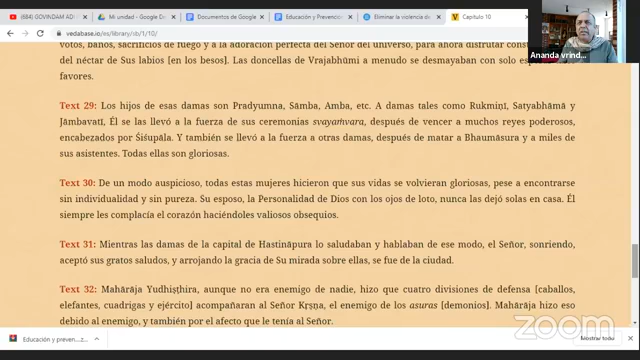 (684) GOVINDAM ADI
Mi unidad - Google D
Documentos de Google
Educación y Prevención
Eliminar la violencia de
Capítulo 10
vedabase.io/es/library/sb/1/10/
votos, baños, sacrificios de fuego y a la adoración perfecta del Señor del universo, para ahora disfrutar
del néctar de Sus labios [en los besos]. Las doncellas de Vrajabhūmi a menudo se desmayaban con solo
favores.
Text 29: Los hijos de esas damas son Pradyumna, Sāmba, Amba, etc. A damas tales como Rukmiṇī, Satyabhāmā y
Jāmbavatī, Él se las llevó a la fuerza de sus ceremonias svayaṁvara, después de vencer a muchos reyes poderosos,
encabezados por Śiśupāla. Y también se llevó a la fuerza a otras damas, después de matar a Bhaumāsura y a miles de
sus asistentes. Todas ellas son gloriosas.
Text 30: De un modo auspicioso, todas estas mujeres hicieron que sus vidas se volvieran gloriosas, pese a encontrarse
sin individualidad y sin pureza. Su esposo, la Personalidad de Dios con los ojos de loto, nunca las dejó solas en casa. Él
siempre les complacía el corazón haciéndoles valiosos obsequios.
Text 31: Mientras las damas de la capital de Hastināpura lo saludaban y hablaban de ese modo, el Señor, sonriendo,
aceptó sus gratos saludos, y arrojando la gracia de Su mirada sobre ellas, se fue de la ciudad.
Text 32: Mahārāja Yudhiṣṭhira, aunque no era enemigo de nadie, hizo que cuatro divisiones de defensa [caballos,
elefantes, cuadrigas y ejército] acompañaran al Señor Kṛṣṇa, el enemigo de los asuras [demonios]. Mahārāja hizo eso
debido al enemigo, y también por el afecto que le tenía al Señor.
Ananda vrind...
Educación y preven....z...
Mostrar todo
zoom